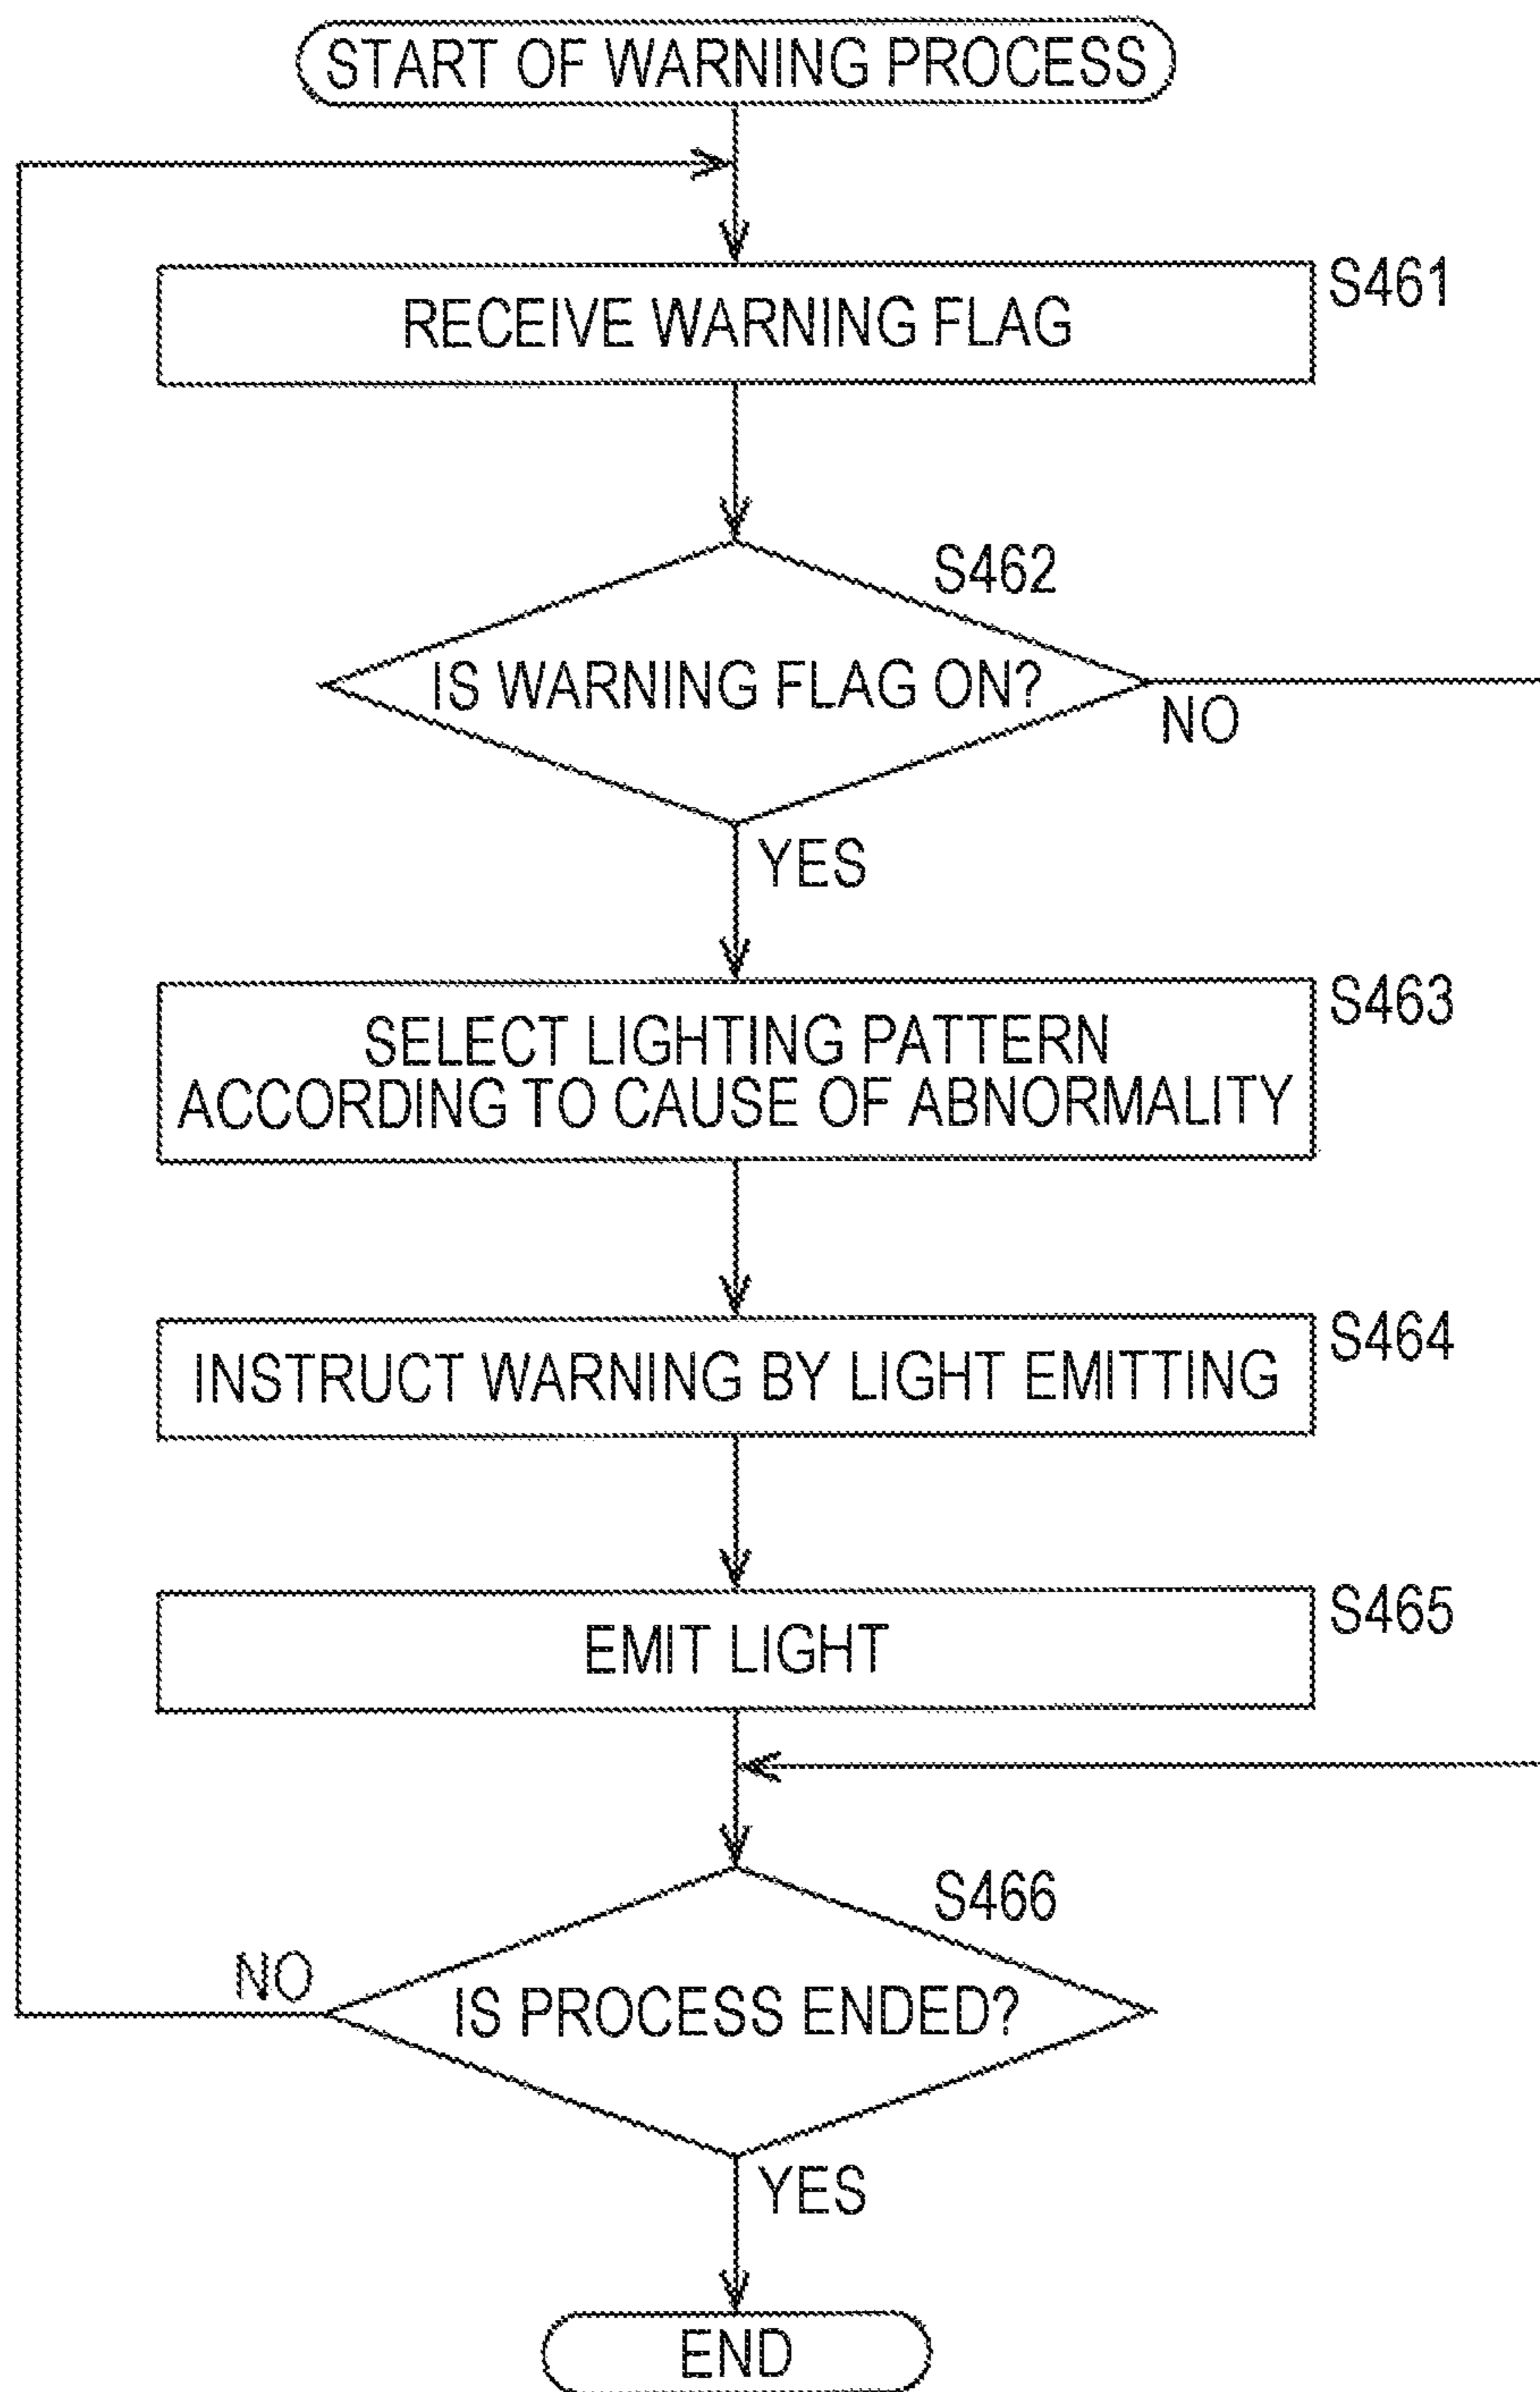 START OF WARNING PROCESS
S461
RECEIVE WARNING FLAG
S462
IS WARNING FLAG ON?
NO
YES
S463
SELECT LIGHTING PATTERN
ACCORDING TO CAUSE OF ABNORMALITY
S464
INSTRUCT WARNING BY LIGHT EMITTING
S465
EMIT LIGHT
S466
NO
IS PROCESS ENDED?
YES
END